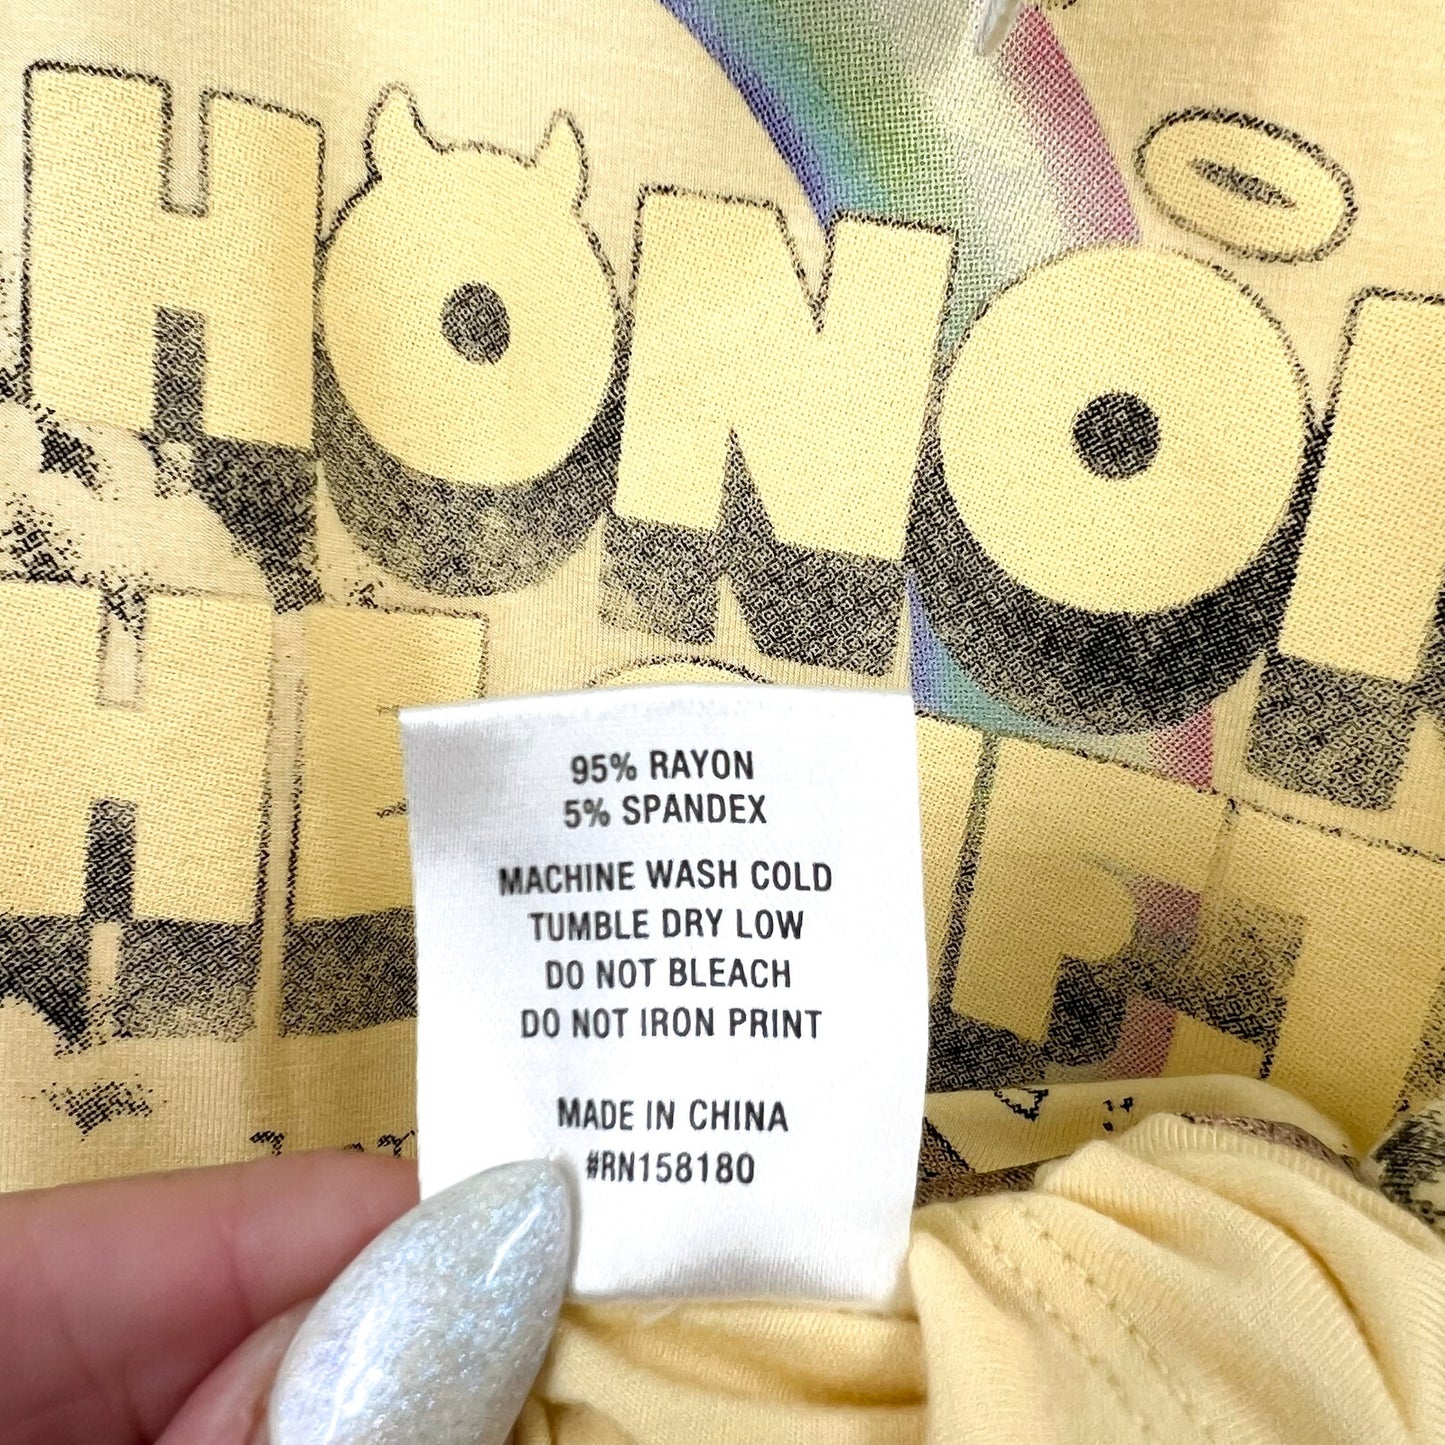 HONO
95% RAYON
5% SPANDEX
MACHINE WASH COLD
TUMBLE DRY LOW
DO NOT BLEACH
DO NOT IRON PRINT
MADE IN CHINA
#RN158180